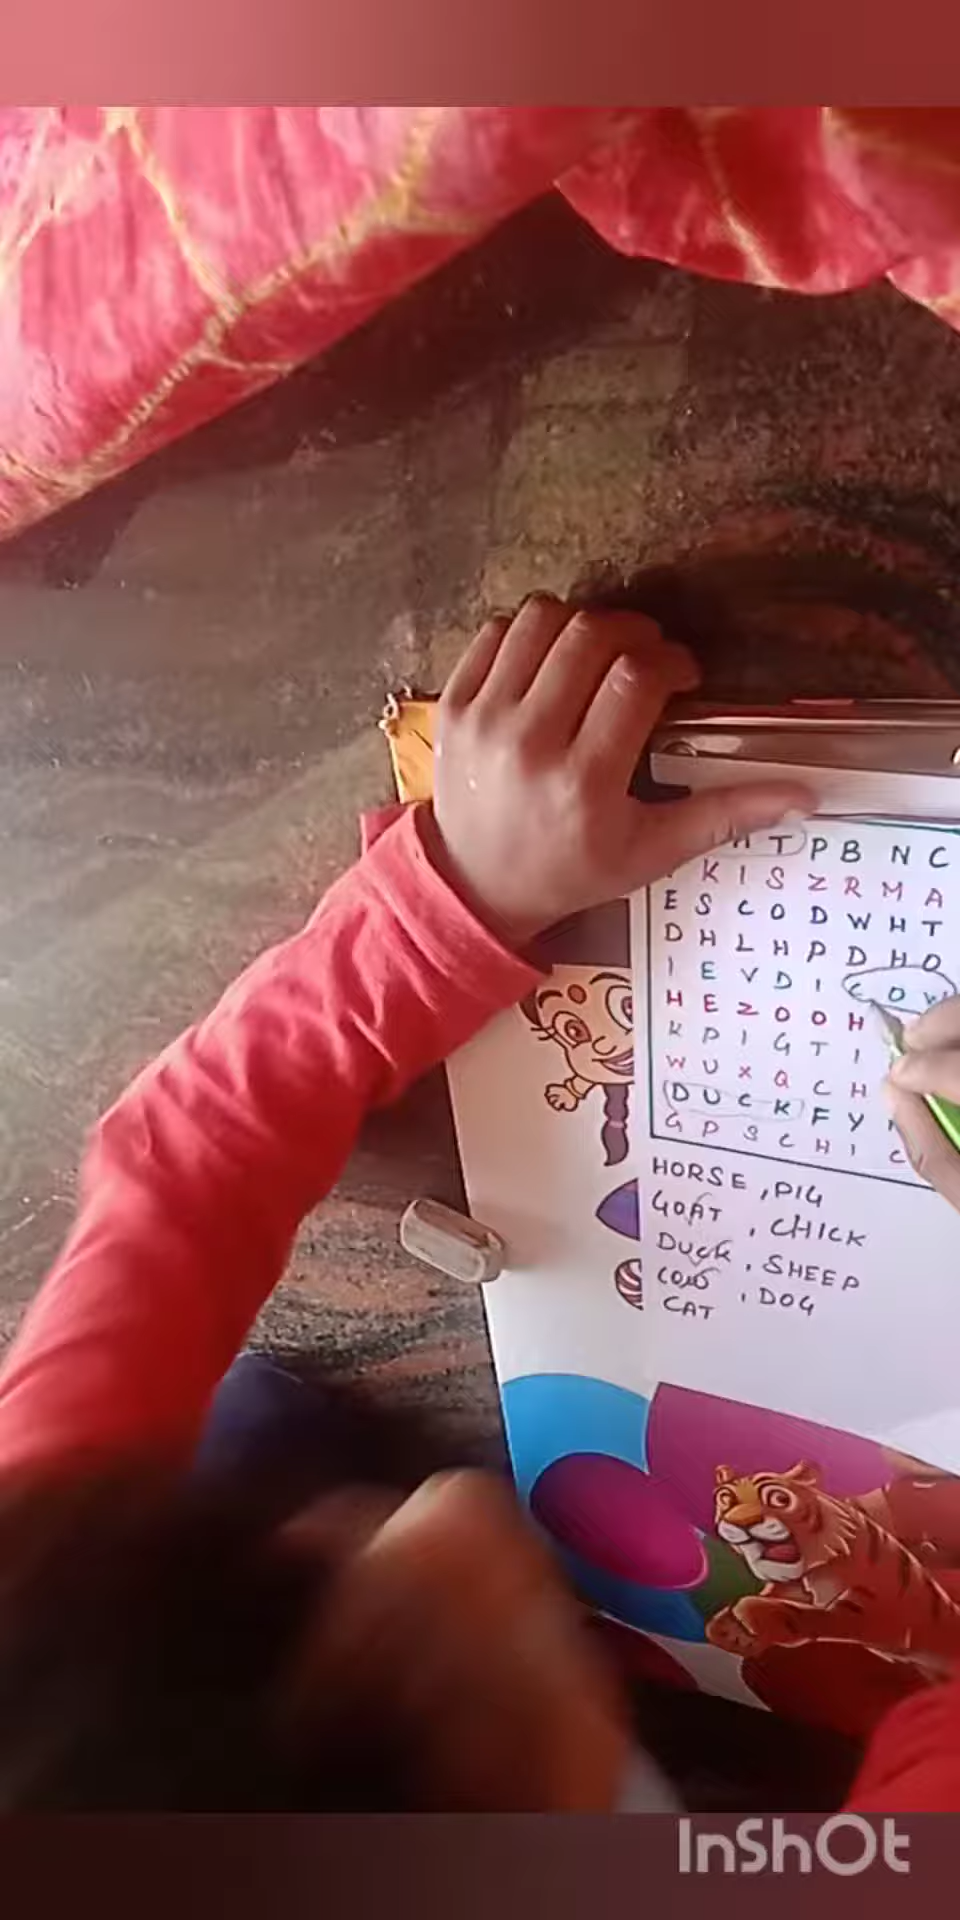 T P B N C
K I S Z R M A
E S C O D W H T
D H L H P D H O
I E V D I C O W
H E Z O O H
K P I G T I
W U X Q C H
D U C K F Y
G P S C H I C
HORSE, PIG
GOAT, CHICK
DUCK, SHEEP
COW, DOG
CAT
InShOt